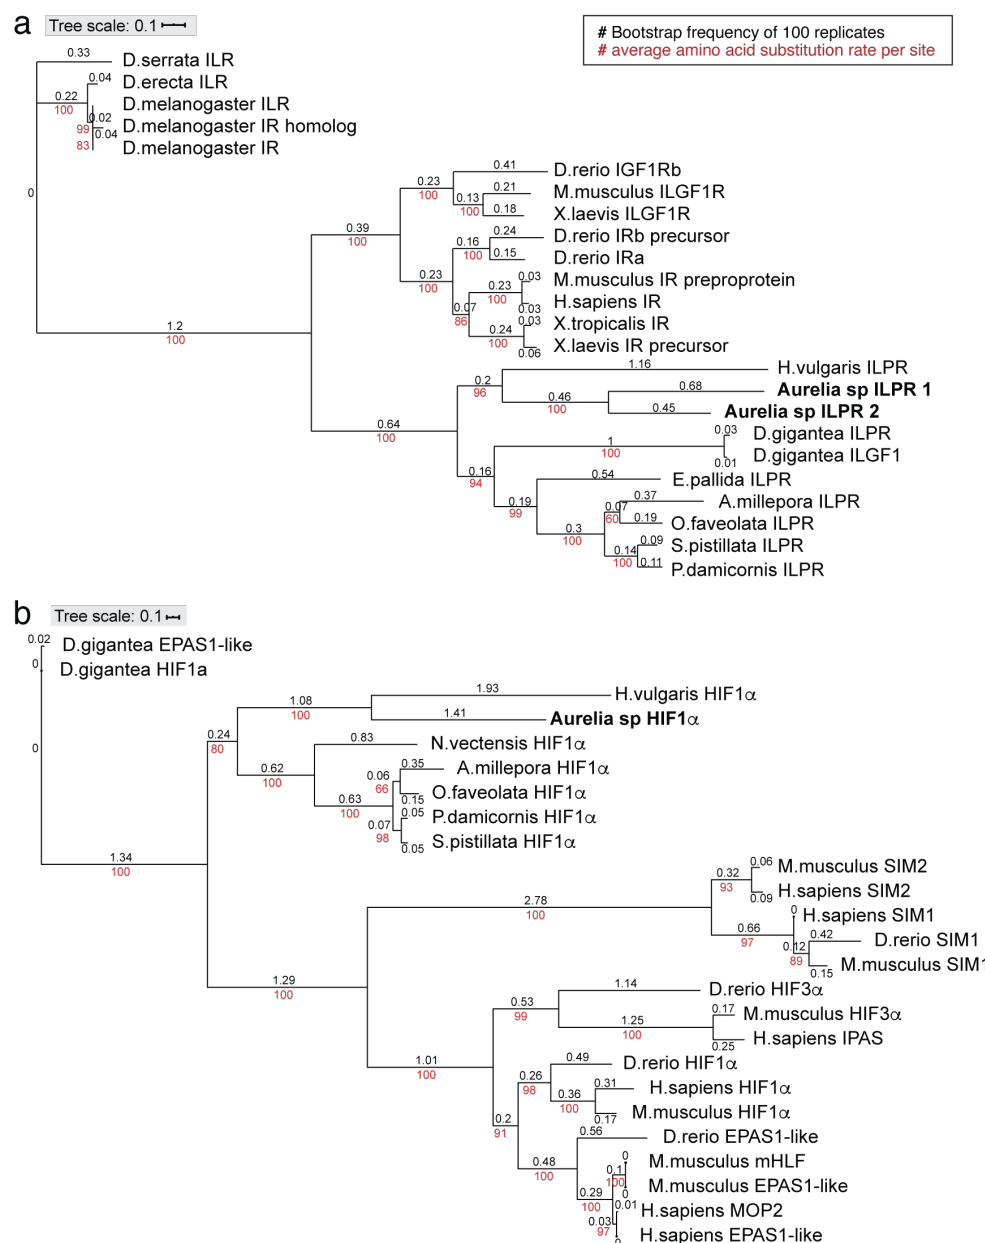 a
Tree scale: 0.1
# Bootstrap frequency of 100 replicates
# average amino acid substitution rate per site
0.33
D.serrata ILR
0.04
D.erecta ILR
0.22
100
D.melanogaster ILR
0.02
99
D.melanogaster IR homolog
0.04
83
D.melanogaster IR
0
0.41
D.rerio IGF1Rb
0.23
100
0.21
M.musculus ILGF1R
0.13
100
0.18
X.laevis ILGF1R
0.39
100
0.24
D.rerio IRb precursor
0.16
100
0.15
D.rerio IRa
0.23
100
0.03
M.musculus IR preproprotein
0.23
100
H.sapiens IR
0.03
0.07
86
0.03
X.tropicalis IR
0.24
100
X.laevis IR precursor
0.06
1.2
100
1.16
H.vulgaris ILPR
0.2
96
0.68
Aurelia sp ILPR 1
0.46
100
0.45
Aurelia sp ILPR 2
0.64
100
0.03
D.gigantea ILPR
1
100
D.gigantea ILGF1
0.01
0.16
94
0.54
E.pallida ILPR
0.19
99
0.37
A.millepora ILPR
0.07
60
0.19
O.faveolata ILPR
0.3
100
0.09
S.pistillata ILPR
0.14
100
0.11
P.damicornis ILPR
b
Tree scale: 0.1
0.02
D.gigantea EPAS1-like
0
D.gigantea HIF1a
1.93
H.vulgaris HIF1α
1.08
100
1.41
Aurelia sp HIF1α
0.24
80
0
0.83
N.vectensis HIF1α
0.62
100
0.35
A.millepora HIF1α
0.06
66
O.faveolata HIF1α
0.15
0.63
100
0.05
P.damicornis HIF1α
0.07
98
S.pistillata HIF1α
0.05
1.34
100
0.06
M.musculus SIM2
0.32
93
H.sapiens SIM2
0.09
2.78
100
0
H.sapiens SIM1
0.66
97
0.42
D.rerio SIM1
0.12
89
M.musculus SIM1
0.15
1.29
100
1.14
D.rerio HIF3α
0.53
99
0.17
M.musculus HIF3α
1.25
100
H.sapiens IPAS
0.25
1.01
100
0.49
D.rerio HIF1α
0.26
98
0.31
H.sapiens HIF1α
0.36
100
M.musculus HIF1α
0.17
0.2
91
0.56
D.rerio EPAS1-like
0.48
100
0
M.musculus mHLF
0.1
100
M.musculus EPAS1-like
0
0.29
100
0.01
H.sapiens MOP2
0.03
97
H.sapiens EPAS1-like
0